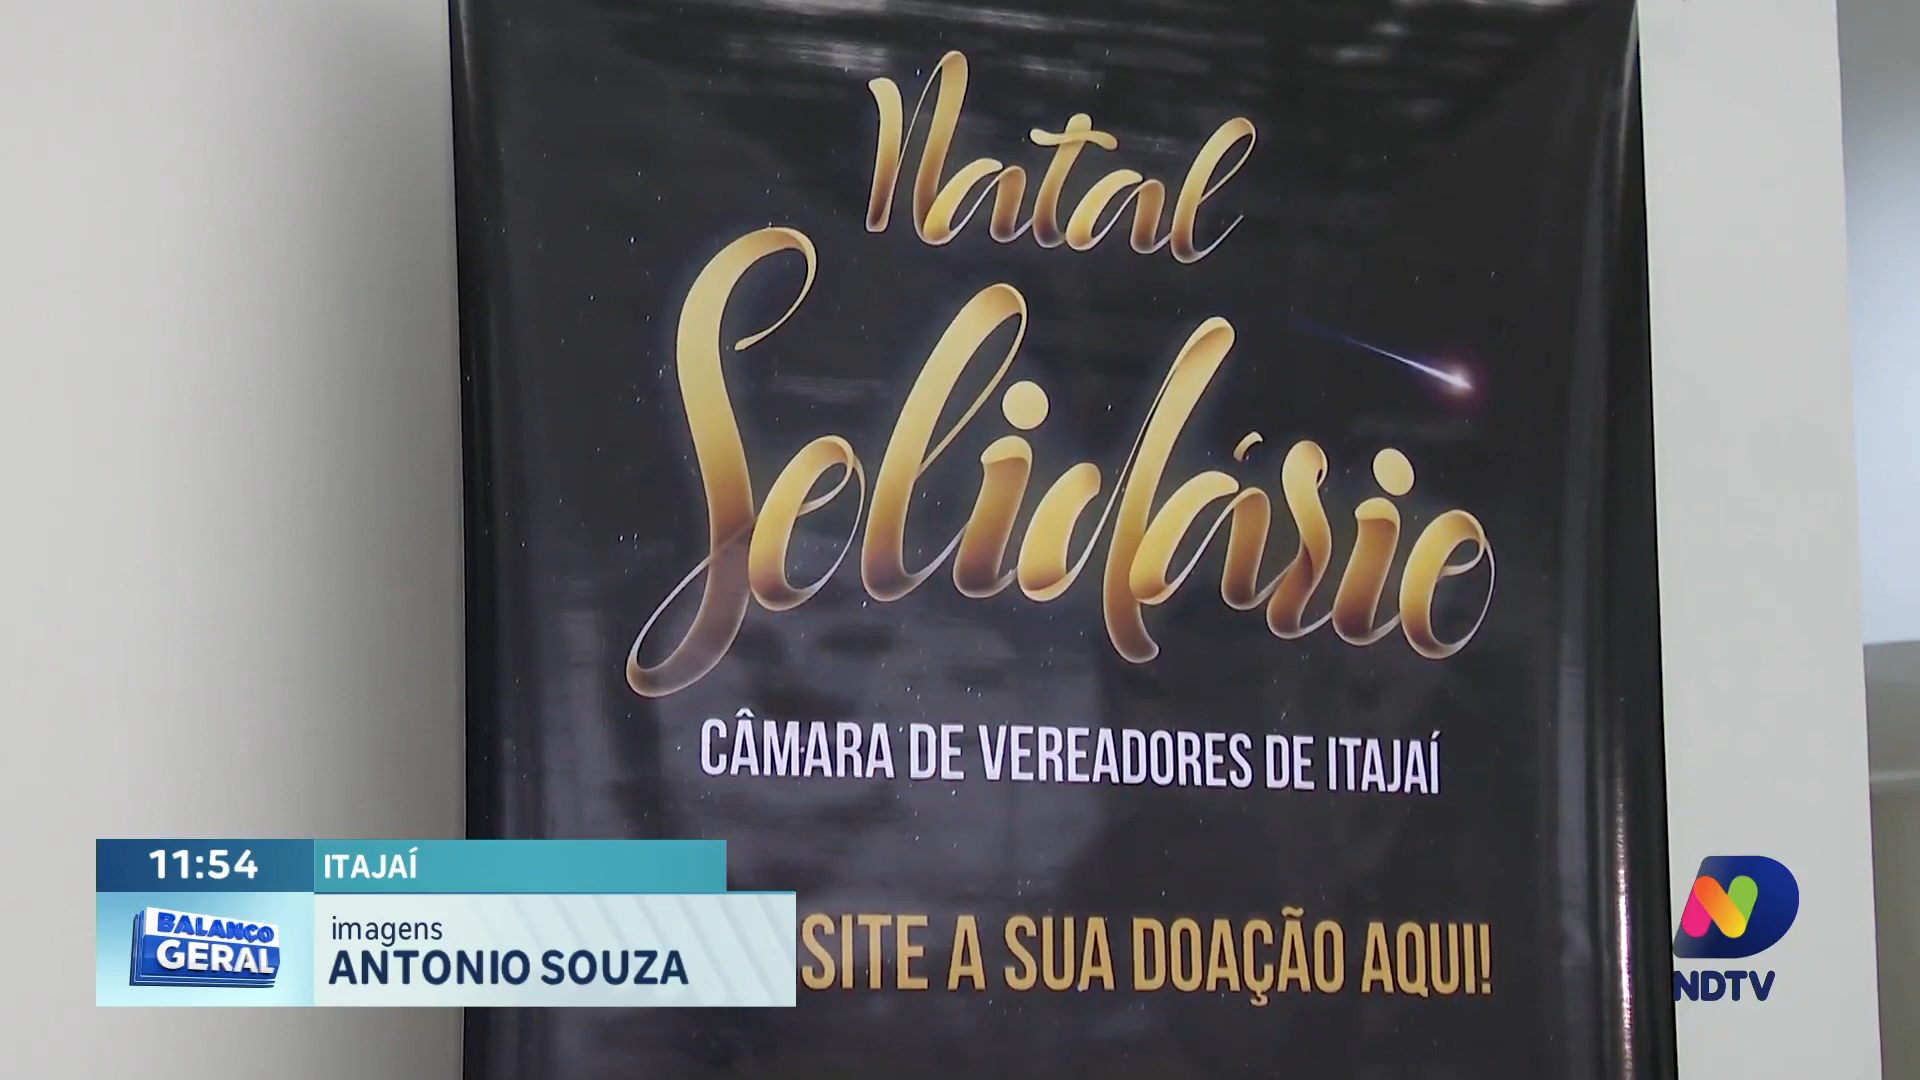 Natal
Solidário
CÂMARA DE VEREADORES DE ITAJAÍ
SITE A SUA DOAÇÃO AQUI!
11:54
ITAJAÍ
BALANÇO
GERAL
imagens
ANTONIO SOUZA
NDTV